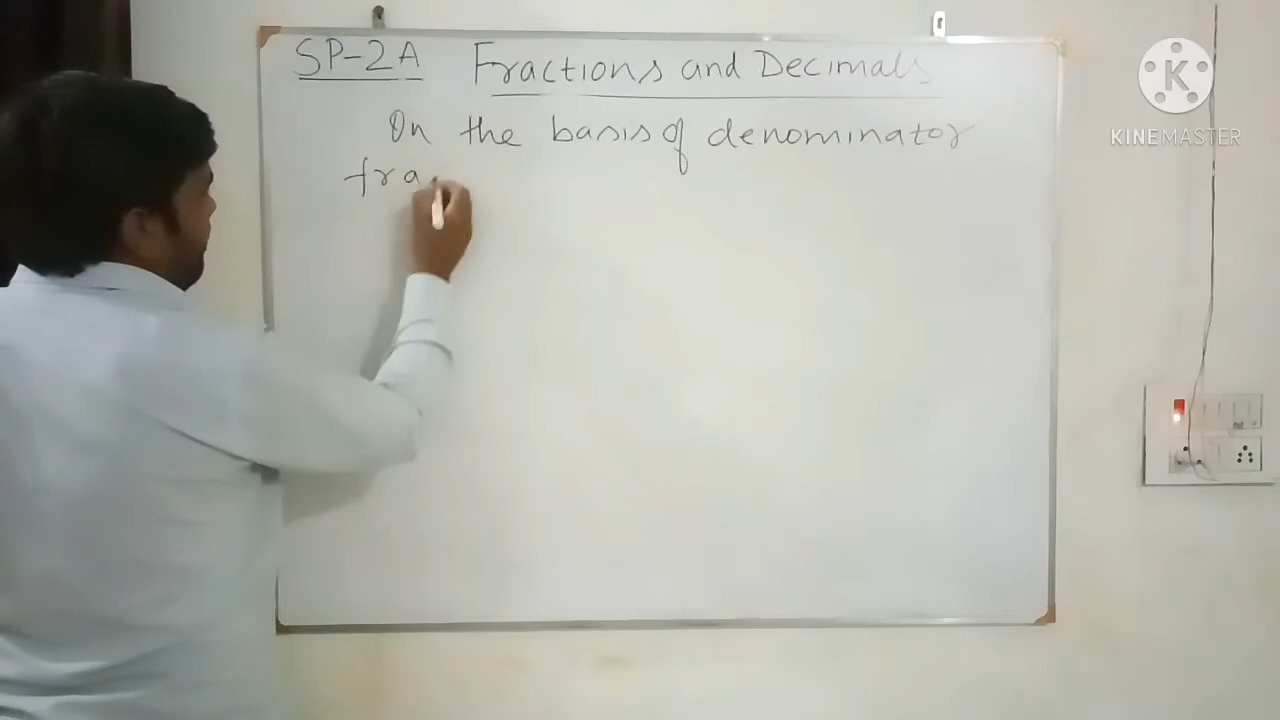 SP-2A Fractions and Decimals
On the basis of denominator
fra
K
KINEMASTER